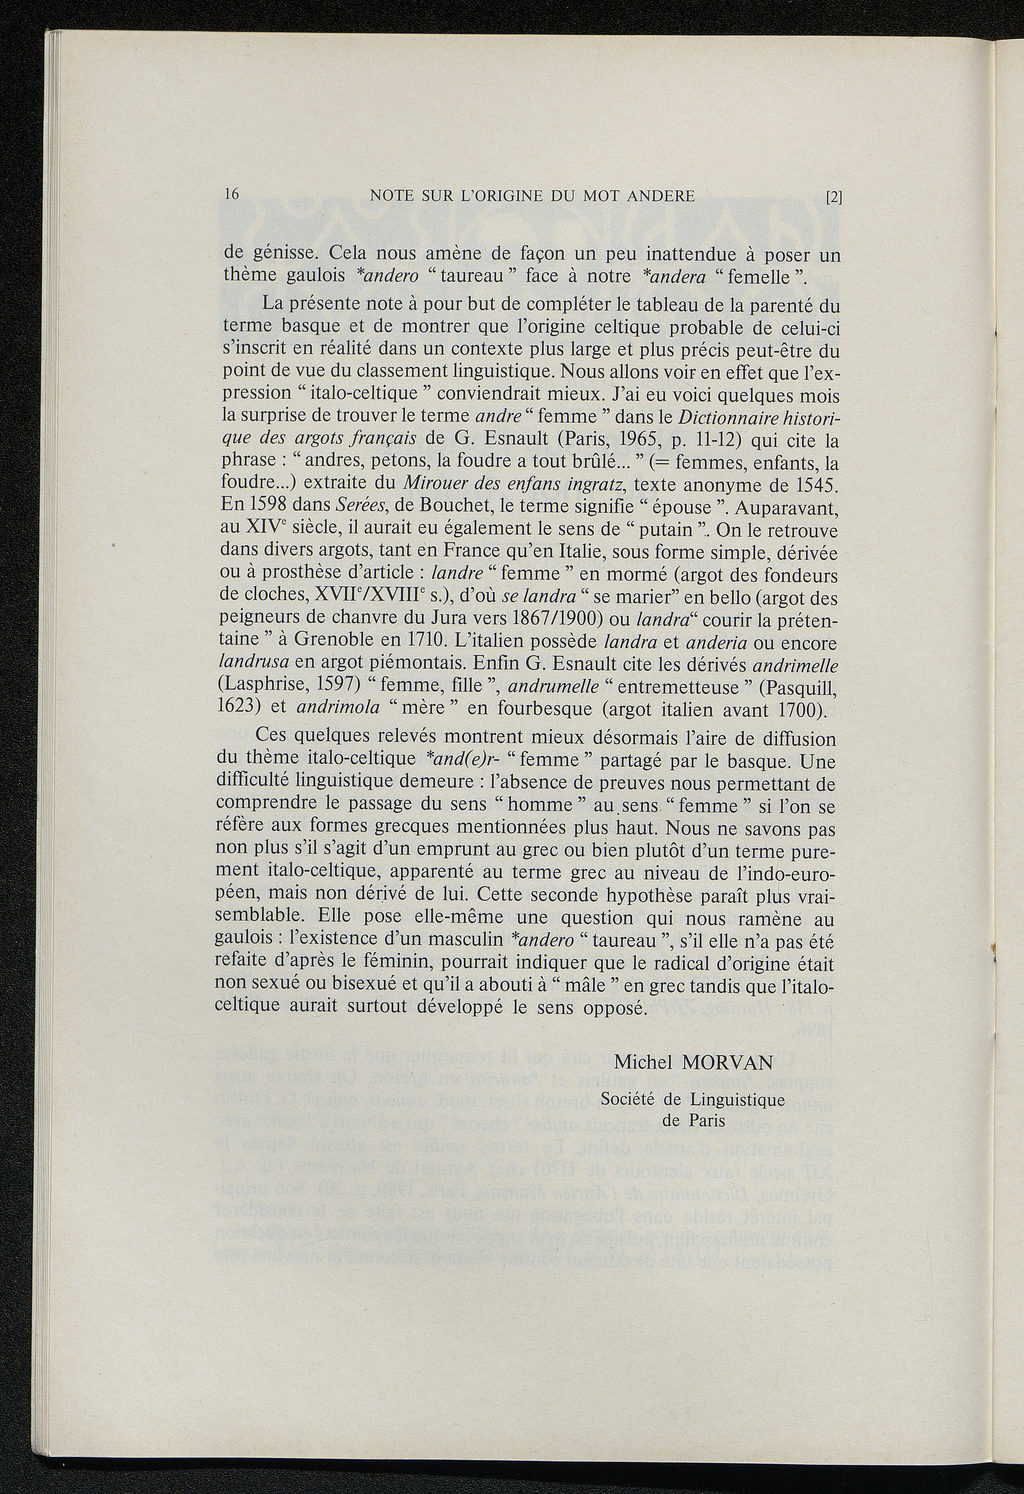 16 NOTE SUR L'ORIGINE DU MOT ANDERE [2]
de génisse. Cela nous amène de façon un peu inattendue à poser un
thème gaulois *andero “ taureau ” face à notre *andera “ femelle ”.
La présente note à pour but de compléter le tableau de la parenté du
terme basque et de montrer que l'origine celtique probable de celui-ci
s'inscrit en réalité dans un contexte plus large et plus précis peut-être du
point de vue du classement linguistique. Nous allons voir en effet que l'ex-
pression “ italo-celtique ” conviendrait mieux. J'ai eu voici quelques mois
la surprise de trouver le terme andre “ femme ” dans le Dictionnaire histori-
que des argots français de G. Esnault (Paris, 1965, p. 11-12) qui cite la
phrase : “ andres, petons, la foudre a tout brûlé... ” (= femmes, enfants, la
foudre...) extraite du Mirouer des enfans ingratz, texte anonyme de 1545.
En 1598 dans Serées, de Bouchet, le terme signifie “ épouse ”. Auparavant,
au XIVe siècle, il aurait eu également le sens de “ putain ”.. On le retrouve
dans divers argots, tant en France qu'en Italie, sous forme simple, dérivée
ou à prosthèse d'article : landre “ femme ” en mormé (argot des fondeurs
de cloches, XVIIe/XVIIIe s.), d'où se landra “ se marier” en bello (argot des
peigneurs de chanvre du Jura vers 1867/1900) ou landra“ courir la préten-
taine ” à Grenoble en 1710. L'italien possède landra et anderia ou encore
landrusa en argot piémontais. Enfin G. Esnault cite les dérivés andrimelle
(Lasphrise, 1597) “ femme, fille ”, andrumelle “ entremetteuse ” (Pasquill,
1623) et andrimola “ mère ” en fourbesque (argot italien avant 1700).
Ces quelques relevés montrent mieux désormais l'aire de diffusion
du thème italo-celtique *and(e)r- “ femme ” partagé par le basque. Une
difficulté linguistique demeure : l'absence de preuves nous permettant de
comprendre le passage du sens “ homme ” au sens “ femme ” si l'on se
réfère aux formes grecques mentionnées plus haut. Nous ne savons pas
non plus s'il s'agit d'un emprunt au grec ou bien plutôt d'un terme pure-
ment italo-celtique, apparenté au terme grec au niveau de l'indo-euro-
péen, mais non dérivé de lui. Cette seconde hypothèse paraît plus vrai-
semblable. Elle pose elle-même une question qui nous ramène au
gaulois : l'existence d'un masculin *andero “ taureau ”, s'il elle n'a pas été
refaite d'après le féminin, pourrait indiquer que le radical d'origine était
non sexué ou bisexué et qu'il a abouti à “ mâle ” en grec tandis que l'italo-
celtique aurait surtout développé le sens opposé.
Michel MORVAN
Société de Linguistique
de Paris